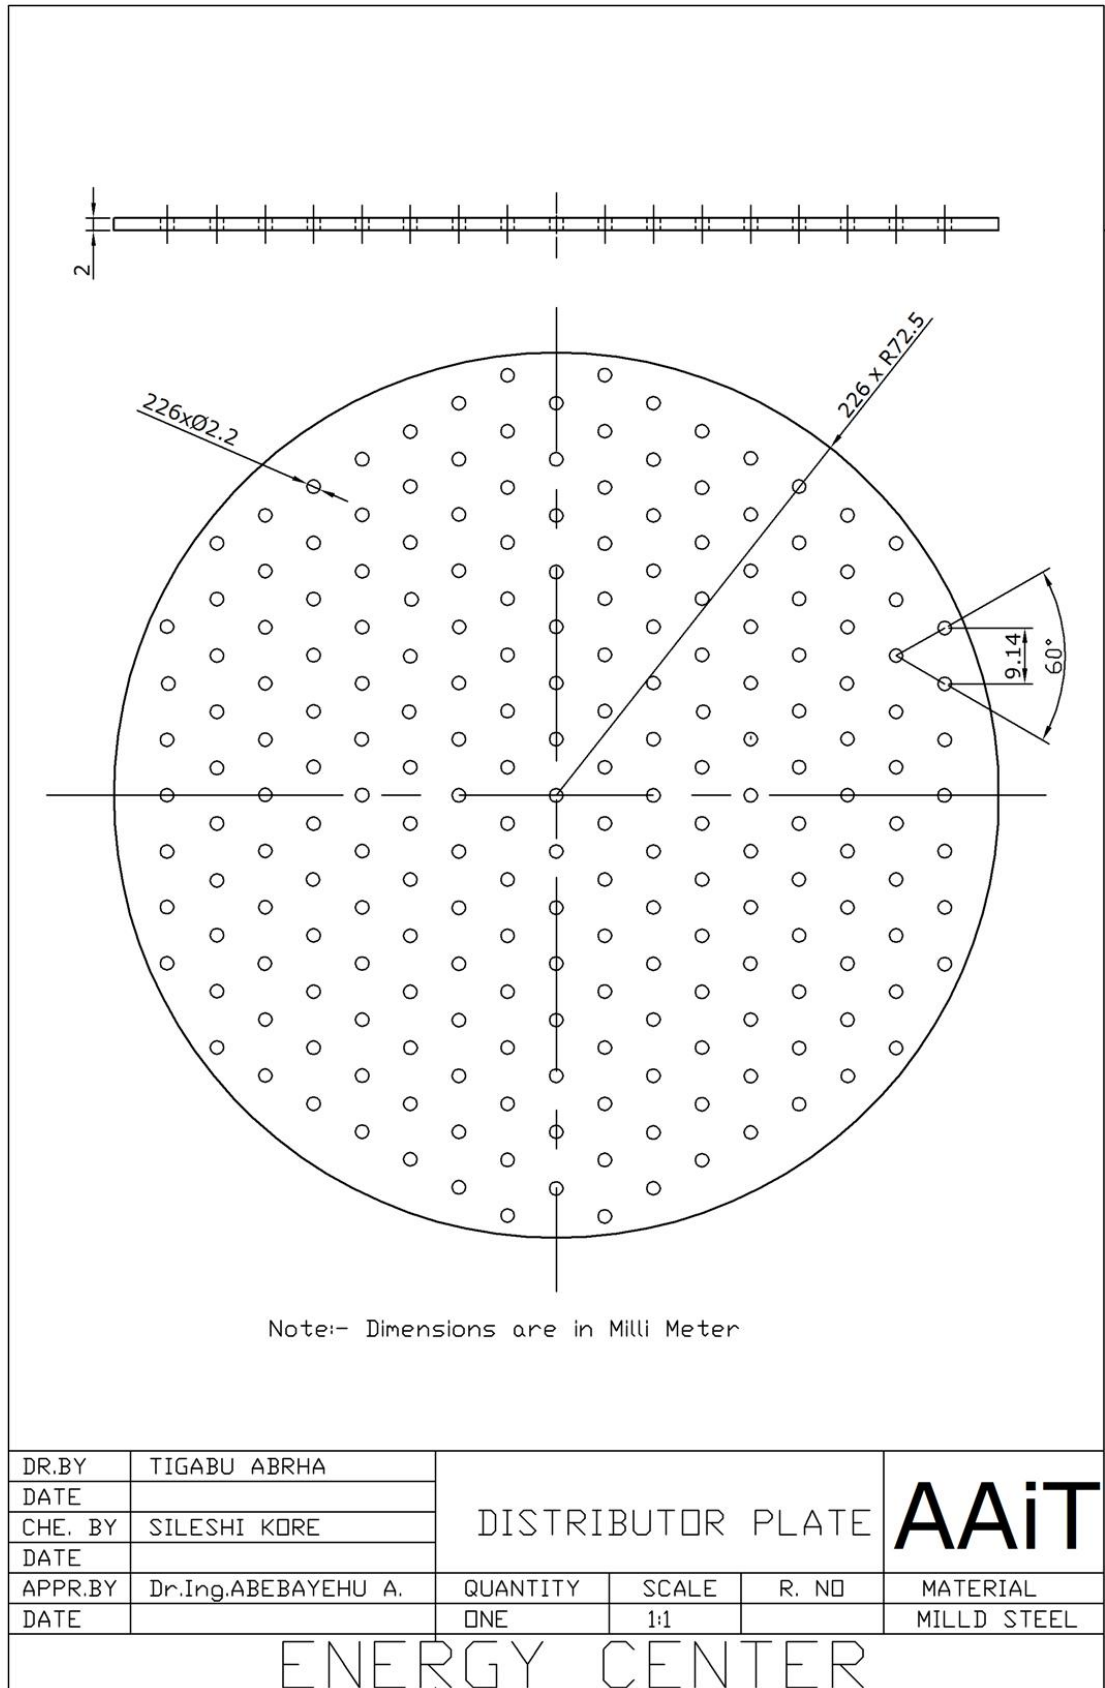 2
226 x R72.5
226xØ2.2
9.14
60°
Note:- Dimensions are in Milli Meter
DR.BY TIGABU ABRHA
DATE
CHE. BY SILESHI KORE
DATE
DISTRIBUTOR PLATE
AAiT
APPR.BY Dr.Ing.ABEBAYEHU A. QUANTITY SCALE R. NO MATERIAL
DATE ONE 1:1 MILLD STEEL
ENERGY CENTER